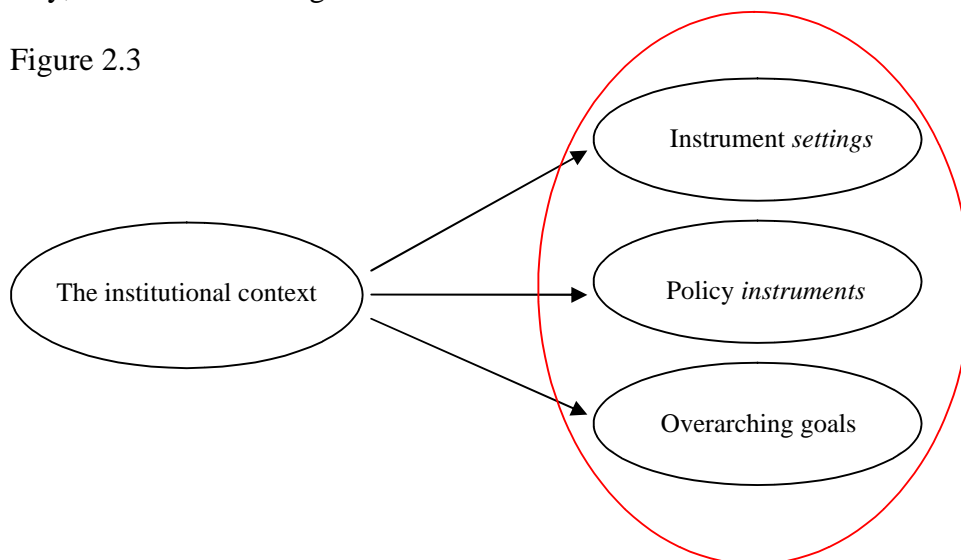 Figure 2.3
Instrument settings
The institutional context
Policy instruments
Overarching goals